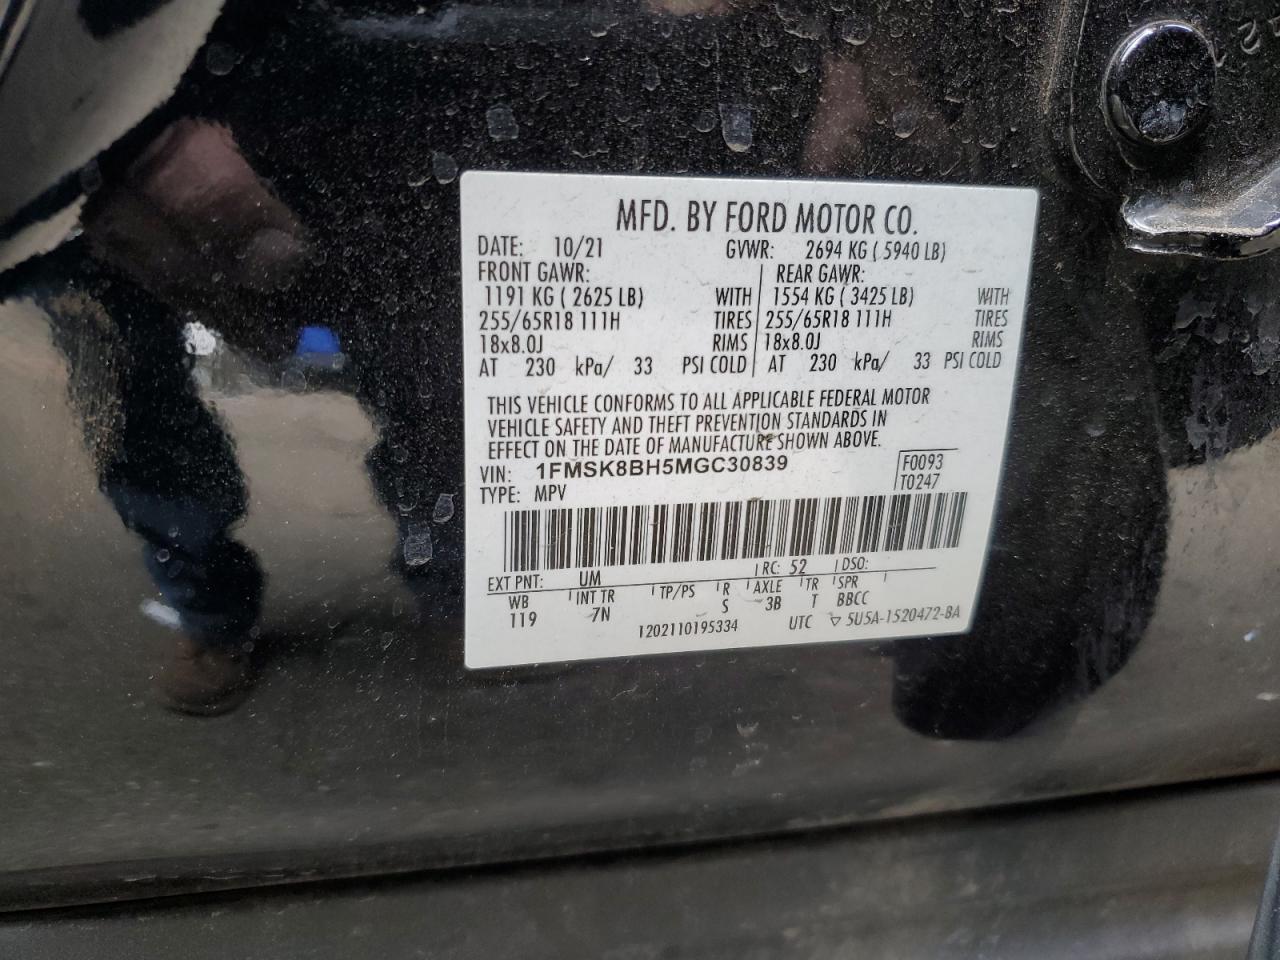 MFD. BY FORD MOTOR CO.
DATE: 10/21 GVWR: 2694 KG ( 5940 LB)
FRONT GAWR: REAR GAWR:
1191 KG ( 2625 LB) WITH 1554 KG ( 3425 LB) WITH
255/65R18 111H TIRES 255/65R18 111H TIRES
18x8.0J RIMS 18x8.0J RIMS
AT 230 kPa/ 33 PSI COLD AT 230 kPa/ 33 PSI COLD
THIS VEHICLE CONFORMS TO ALL APPLICABLE FEDERAL MOTOR
VEHICLE SAFETY AND THEFT PREVENTION STANDARDS IN
EFFECT ON THE DATE OF MANUFACTURE SHOWN ABOVE.
VIN: 1FMSK8BH5MGC30839 F0093
TYPE: MPV T0247
EXT PNT: UM RC: 52 DSO:
WB INT TR TP/PS R AXLE TR SPR
119 7N S 3B T BBCC
1202110195334 UTC ▽ 5U5A-1520472-BA